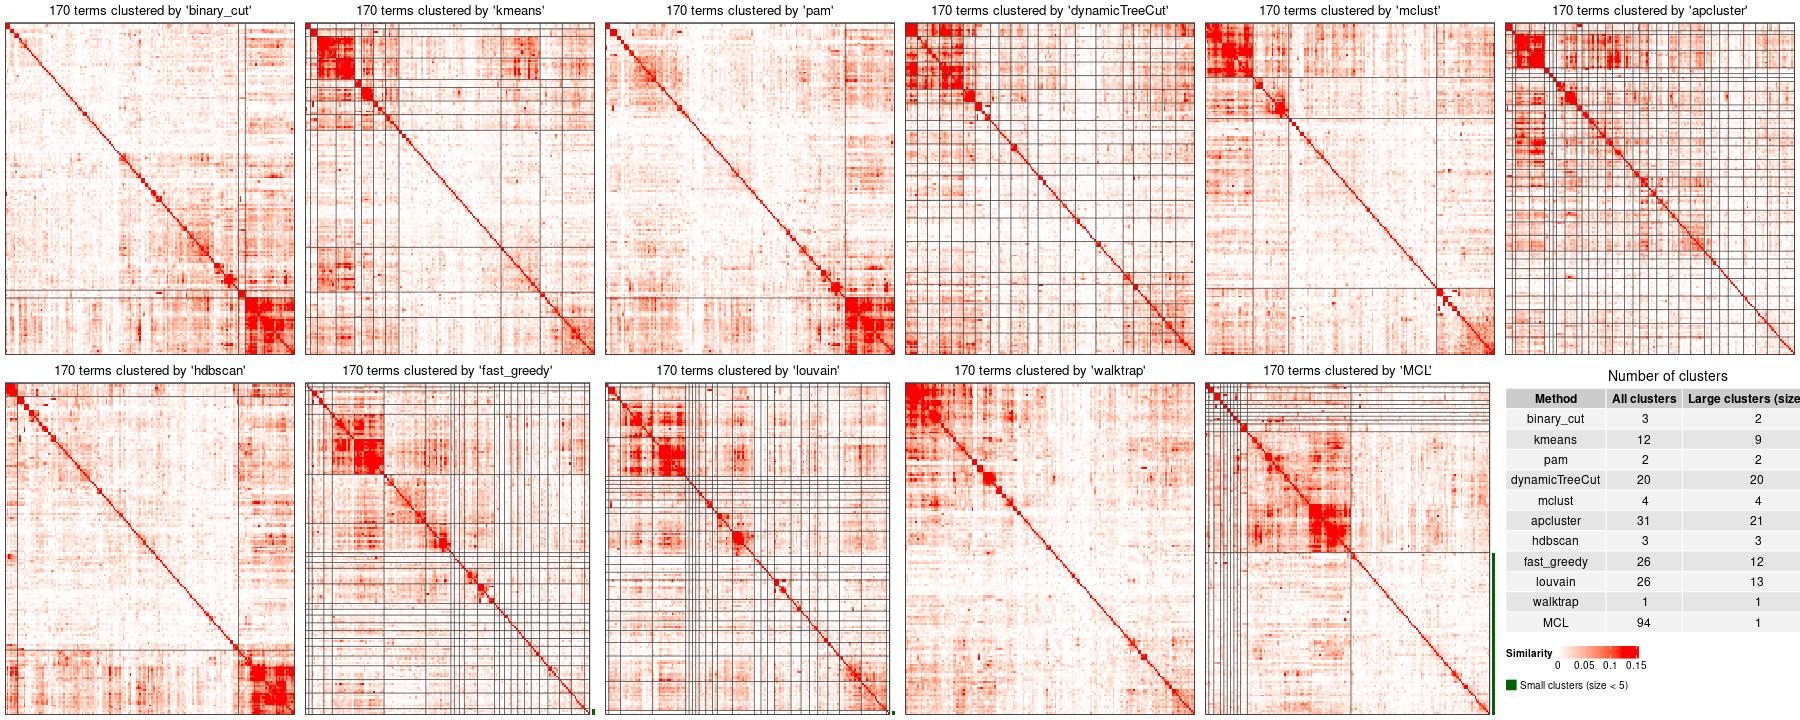 170 terms clustered by 'binary_cut'
170 terms clustered by 'kmeans'
170 terms clustered by 'pam'
170 terms clustered by 'dynamicTreeCut'
170 terms clustered by 'mclust'
170 terms clustered by 'apcluster'
170 terms clustered by 'hdbscan'
170 terms clustered by 'fast_greedy'
170 terms clustered by 'louvain'
170 terms clustered by 'walktrap'
170 terms clustered by 'MCL'
Number of clusters
Method All clusters Large clusters (size
binary_cut 3 2
kmeans 12 9
pam 2 2
dynamicTreeCut 20 20
mclust 4 4
apcluster 31 21
hdbscan 3 3
fast_greedy 26 12
louvain 26 13
walktrap 1 1
MCL 94 1
Similarity
0 0.05 0.1 0.15
Small clusters (size < 5)